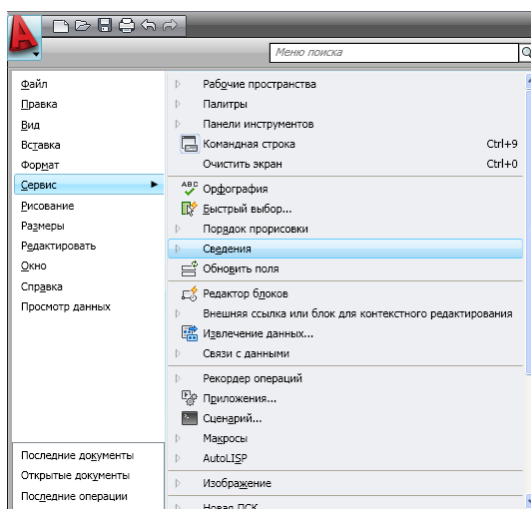 Меню поиска
Файл
Правка
Вид
Вставка
Формат
Сервис
Рисование
Размеры
Редактировать
Окно
Справка
Просмотр данных
Последние документы
Открытые документы
Последние операции
Рабочие пространства
Палитры
Панели инструментов
Командная строка Ctrl+9
Очистить экран Ctrl+0
ABC Орфография
Быстрый выбор...
Порядок прорисовки
Сведения
Обновить поля
Редактор блоков
Внешняя ссылка или блок для контекстного редактирования
Извлечение данных...
Связи с данными
Рекордер операций
Приложения...
Сценарий...
Макросы
AutoLISP
Изображение
Новая ПСК